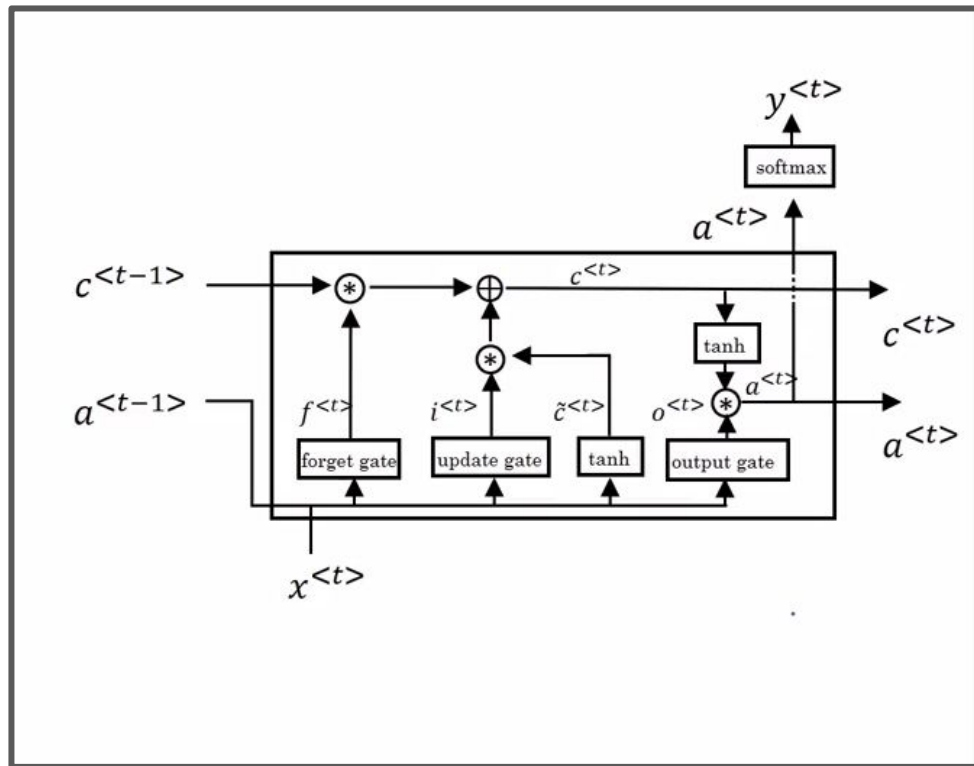 y<t>
softmax
a<t>
c<t-1>
c<t>
c<t>
tanh
a<t-1>
f<t>
i<t>
c̃<t>
o<t>
a<t>
a<t>
forget gate
update gate
tanh
output gate
x<t>